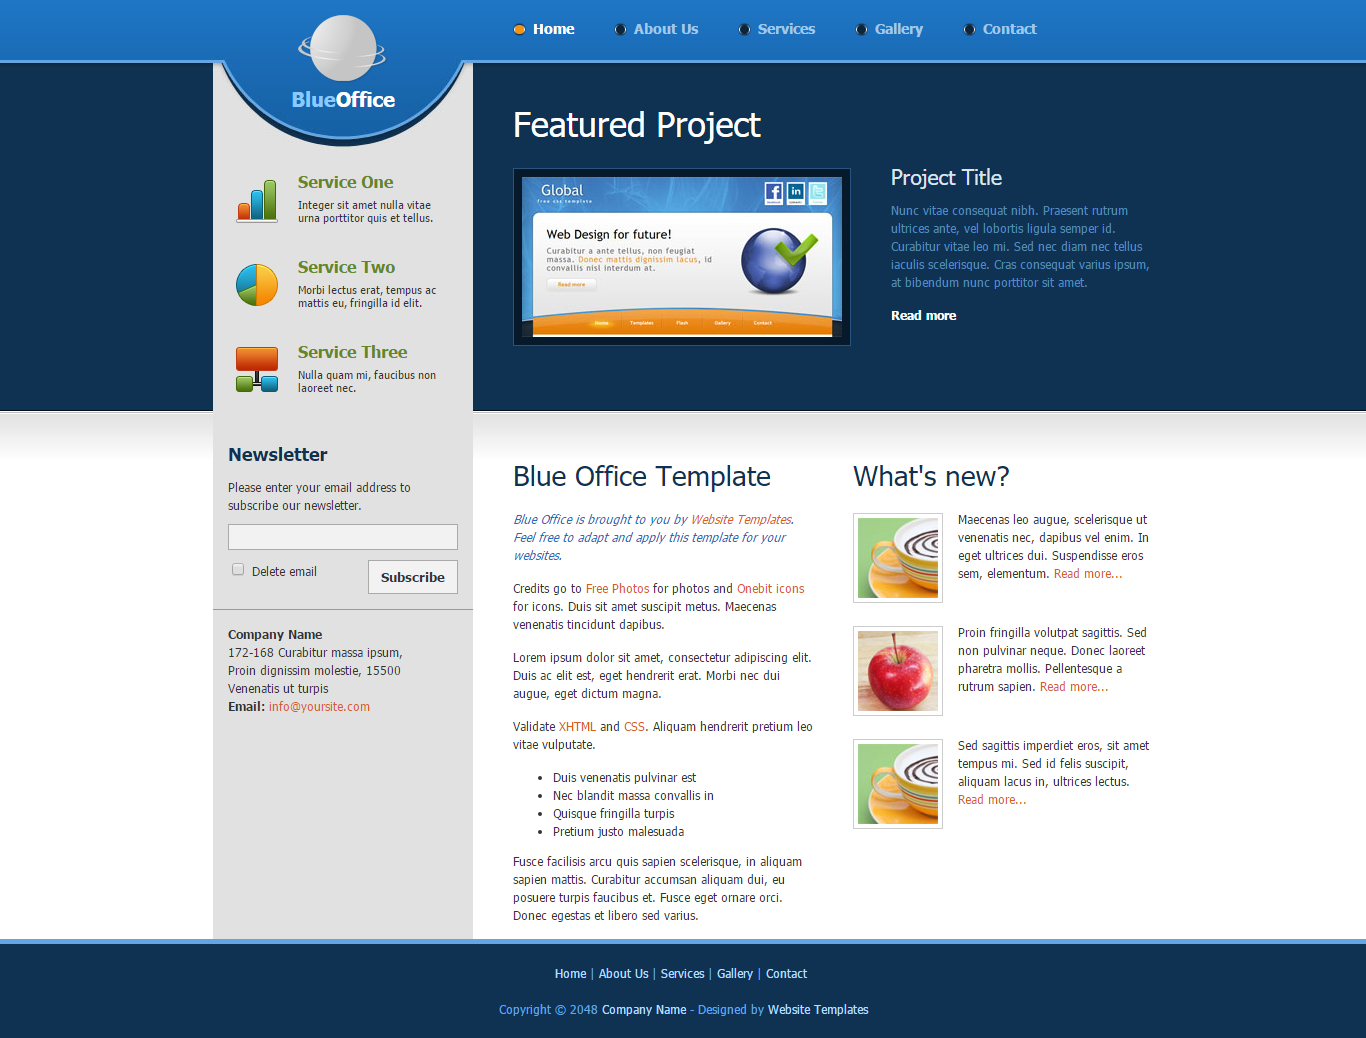 Home
About Us
Services
Gallery
Contact
BlueOffice
Service One
Integer sit amet nulla vitae
urna porttitor quis et tellus.
Service Two
Morbi lectus erat, tempus ac
mattis eu, fringilla id elit.
Service Three
Nulla quam mi, faucibus non
laoreet nec.
Newsletter
Please enter your email address to
subscribe our newsletter.
Delete email
Subscribe
Company Name
172-168 Curabitur massa ipsum,
Proin dignissim molestie, 15500
Venenatis ut turpis
Email: info@yoursite.com
Featured Project
Global
free css template
Web Design for future!
Curabitur a ante tellus, non feugiat
massa. Donec mattis dignissim lacus, id
convallis nisl interdum at.
Read more
Home
Templates
Flash
Gallery
Contact
Project Title
Nunc vitae consequat nibh. Praesent rutrum
ultrices ante, vel lobortis ligula semper id.
Curabitur vitae leo mi. Sed nec diam nec tellus
iaculis scelerisque. Cras consequat varius ipsum,
at bibendum nunc porttitor sit amet.
Read more
Blue Office Template
Blue Office is brought to you by Website Templates.
Feel free to adapt and apply this template for your
websites.
Credits go to Free Photos for photos and Onebit icons
for icons. Duis sit amet suscipit metus. Maecenas
venenatis tincidunt dapibus.
Lorem ipsum dolor sit amet, consectetur adipiscing elit.
Duis ac elit est, eget hendrerit erat. Morbi nec dui
augue, eget dictum magna.
Validate XHTML and CSS. Aliquam hendrerit pretium leo
vitae vulputate.
• Duis venenatis pulvinar est
• Nec blandit massa convallis in
• Quisque fringilla turpis
• Pretium justo malesuada
Fusce facilisis arcu quis sapien scelerisque, in aliquam
sapien mattis. Curabitur accumsan aliquam dui, eu
posuere turpis faucibus et. Fusce eget ornare orci.
Donec egestas et libero sed varius.
What's new?
Maecenas leo augue, scelerisque ut
venenatis nec, dapibus vel enim. In
eget ultrices dui. Suspendisse eros
sem, elementum. Read more...
Proin fringilla volutpat sagittis. Sed
non pulvinar neque. Donec laoreet
pharetra mollis. Pellentesque a
rutrum sapien. Read more...
Sed sagittis imperdiet eros, sit amet
tempus mi. Sed id felis suscipit,
aliquam lacus in, ultrices lectus.
Read more...
Home | About Us | Services | Gallery | Contact
Copyright © 2048 Company Name - Designed by Website Templates